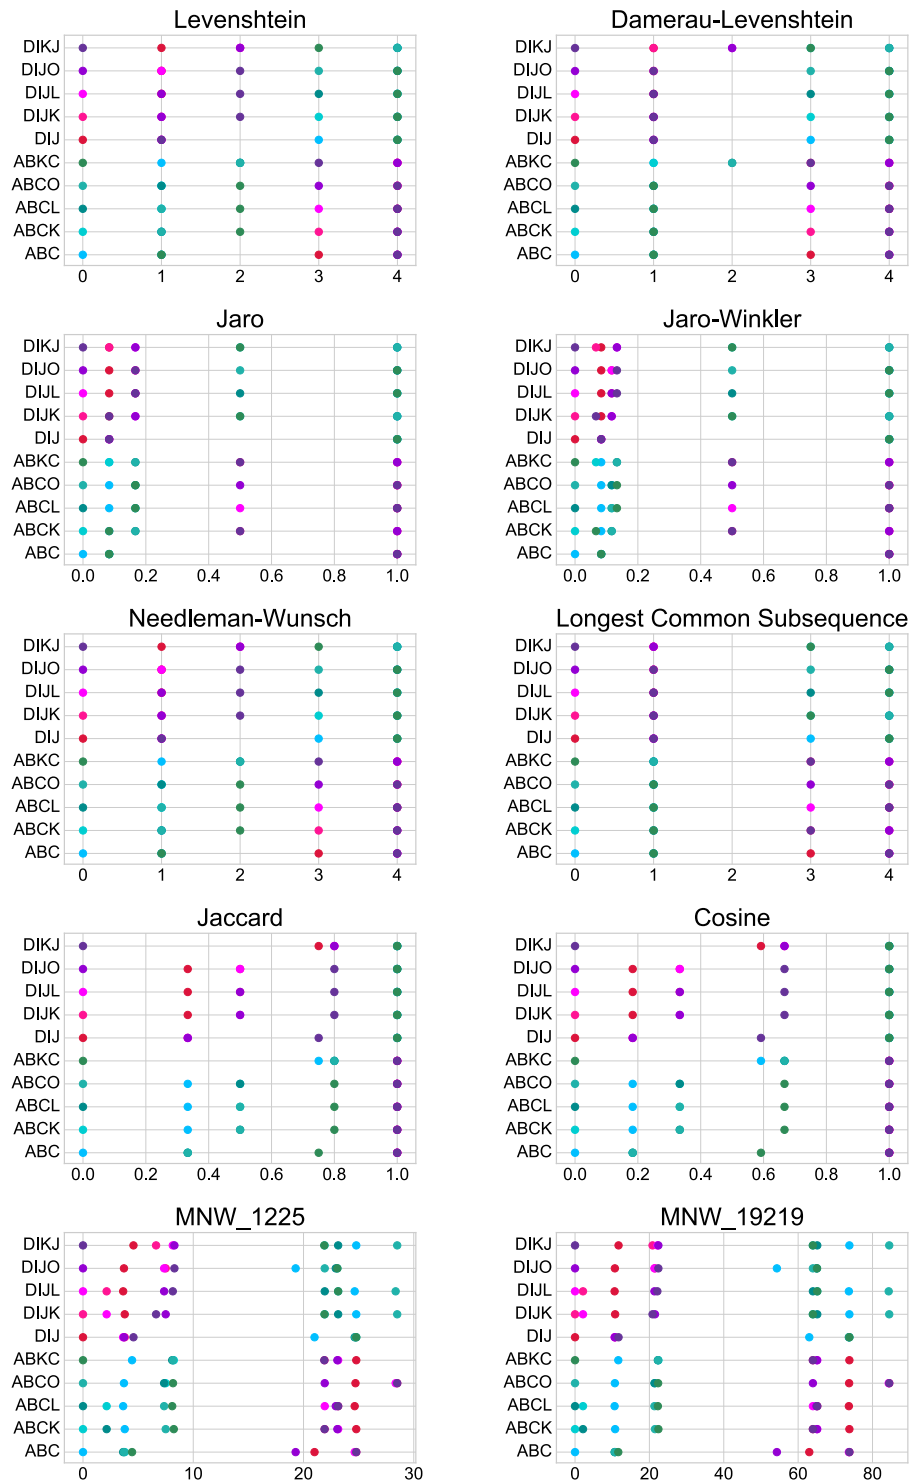 Levenshtein
DIKJ
DIJO
DIJL
DIJK
DIJ
ABKC
ABCO
ABCL
ABCK
ABC
0 1 2 3 4
Damerau-Levenshtein
DIKJ
DIJO
DIJL
DIJK
DIJ
ABKC
ABCO
ABCL
ABCK
ABC
0 1 2 3 4
Jaro
DIKJ
DIJO
DIJL
DIJK
DIJ
ABKC
ABCO
ABCL
ABCK
ABC
0.0 0.2 0.4 0.6 0.8 1.0
Jaro-Winkler
DIKJ
DIJO
DIJL
DIJK
DIJ
ABKC
ABCO
ABCL
ABCK
ABC
0.0 0.2 0.4 0.6 0.8 1.0
Needleman-Wunsch
DIKJ
DIJO
DIJL
DIJK
DIJ
ABKC
ABCO
ABCL
ABCK
ABC
0 1 2 3 4
Longest Common Subsequence
DIKJ
DIJO
DIJL
DIJK
DIJ
ABKC
ABCO
ABCL
ABCK
ABC
0 1 2 3 4
Jaccard
DIKJ
DIJO
DIJL
DIJK
DIJ
ABKC
ABCO
ABCL
ABCK
ABC
0.0 0.2 0.4 0.6 0.8 1.0
Cosine
DIKJ
DIJO
DIJL
DIJK
DIJ
ABKC
ABCO
ABCL
ABCK
ABC
0.0 0.2 0.4 0.6 0.8 1.0
MNW_1225
DIKJ
DIJO
DIJL
DIJK
DIJ
ABKC
ABCO
ABCL
ABCK
ABC
0 10 20 30
MNW_19219
DIKJ
DIJO
DIJL
DIJK
DIJ
ABKC
ABCO
ABCL
ABCK
ABC
0 20 40 60 80